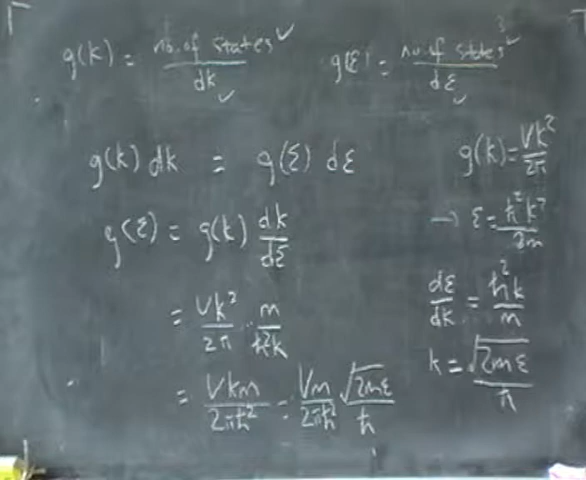 g(k) = no. of states / dk
g(ε) = no. of states / dε
g(k) dk = g(ε) dε
g(k) = Vk² / 2π
g(ε) = g(k) dk/dε
→ ε = ħ²k² / 2m
= Vk²/2π · m/ħ²k
dε/dk = ħ²k/m
k = √(2mε) / ħ
= Vkm/2πħ² = Vm/2πħ² √(2mε)/ħ